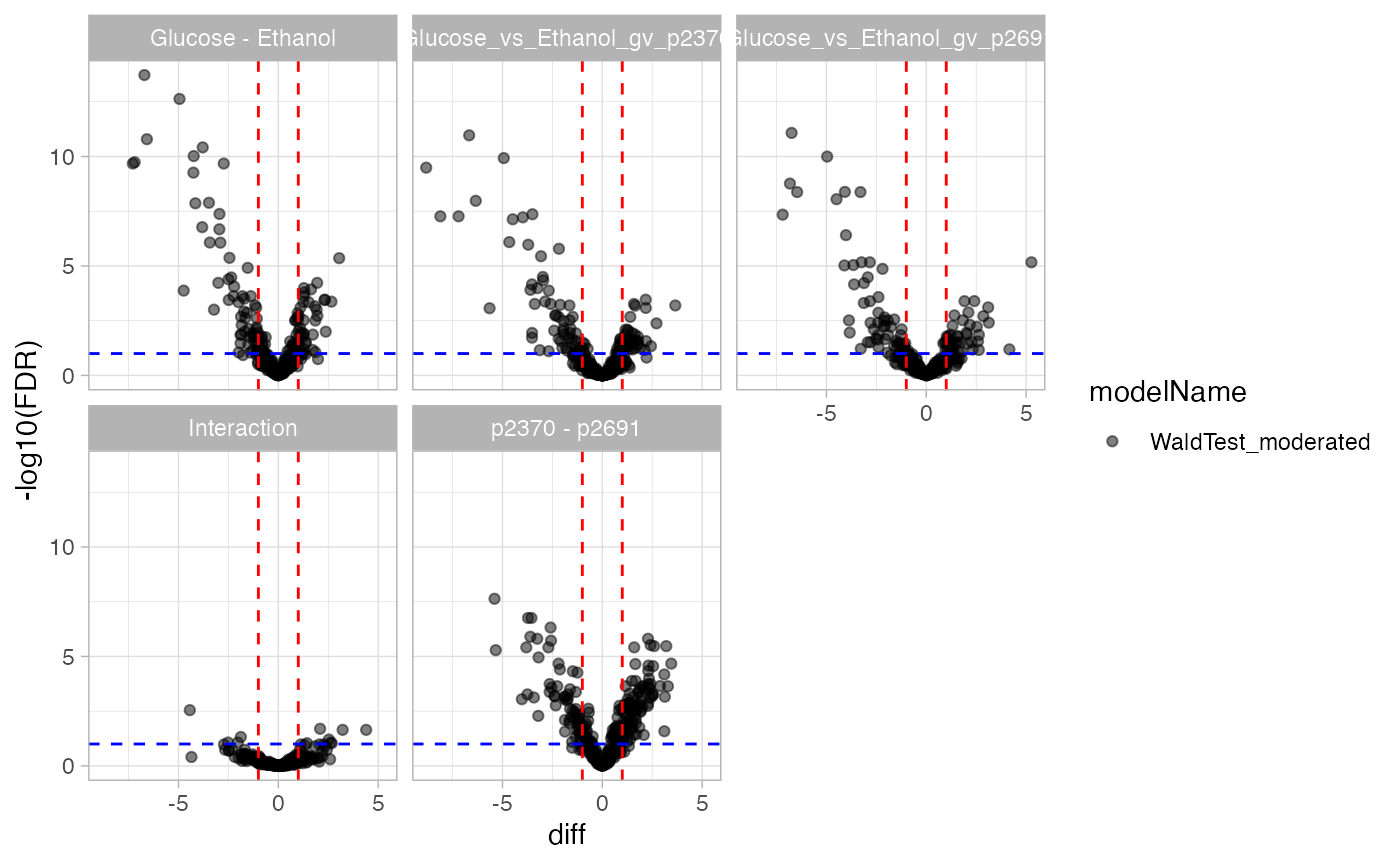 Glucose - Ethanol
Glucose_vs_Ethanol_gv_p2370
Glucose_vs_Ethanol_gv_p2691
10
5
0
-5
0
5
Interaction
p2370 - p2691
10
5
0
-5
0
5
-5
0
5
-log10(FDR)
diff
modelName
WaldTest_moderated